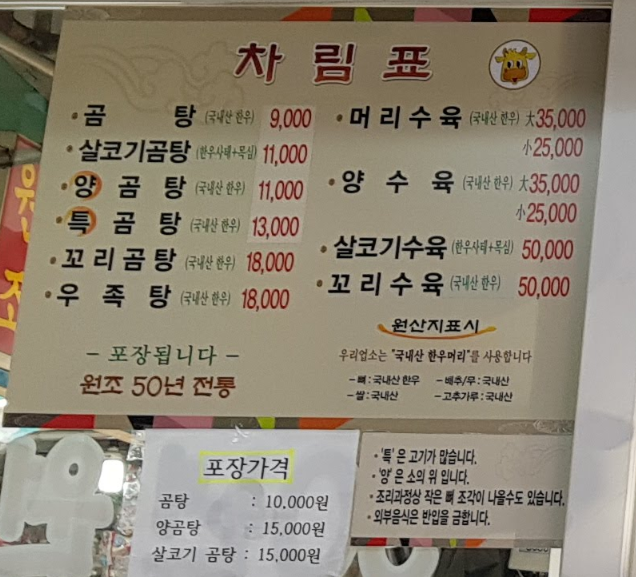 차림표
• 곰탕 (국내산 한우) 9,000
• 살코기곰탕 (한우사태+목심) 11,000
• 양곰탕 (국내산 한우) 11,000
• 특곰탕 (국내산 한우) 13,000
• 꼬리곰탕 (국내산 한우) 18,000
• 우족탕 (국내산 한우) 18,000
• 머리수육 (국내산 한우) 大35,000
小25,000
• 양수육 (국내산 한우) 大35,000
小25,000
• 살코기수육 (한우사태+목심) 50,000
• 꼬리수육 (국내산 한우) 50,000
- 포장됩니다 -
원조 50년 전통
원산지표시
우리업소는 "국내산 한우머리"를 사용합니다
- 뼈 : 국내산 한우 - 배추/무 : 국내산
- 쌀 : 국내산 - 고추가루 : 국내산
포장가격
곰탕 : 10,000원
양곰탕 : 15,000원
살코기 곰탕 : 15,000원
• '특' 은 고기가 많습니다.
• '양' 은 소의 위 입니다.
• 조리과정상 작은 뼈 조각이 나올수도 있습니다.
• 외부음식은 반입을 금합니다.